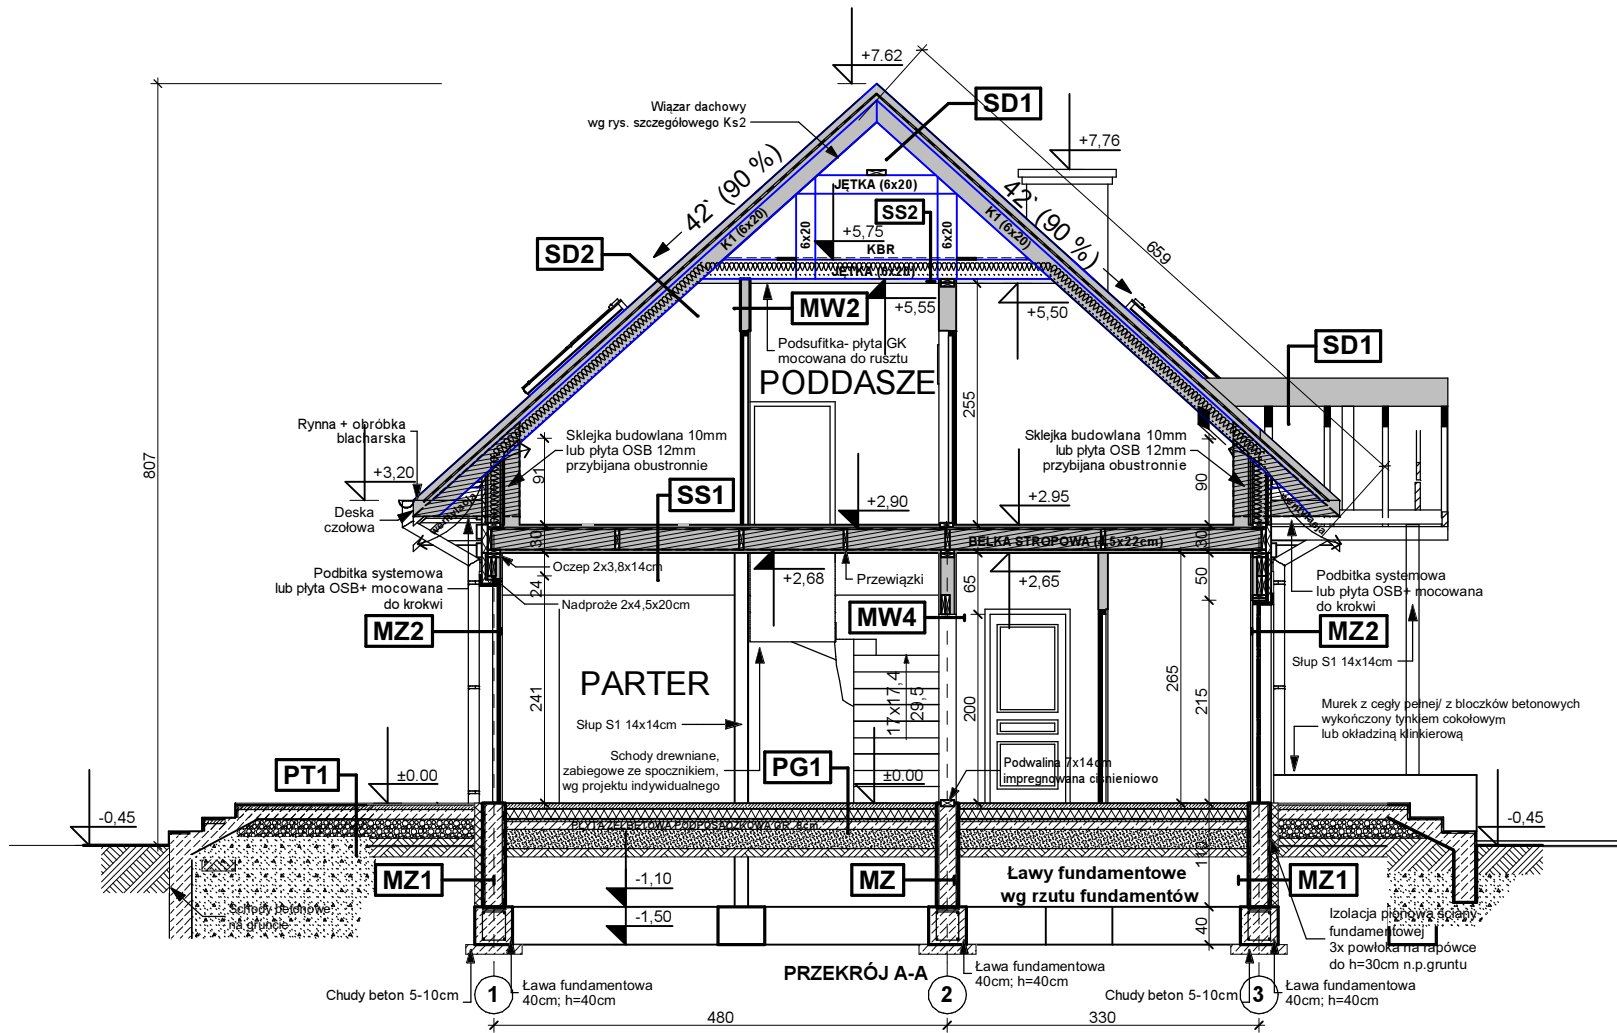 +7.62
Wiązar dachowy
wg rys. szczegółowego Ks2
SD1
+7,76
42` (90 %)
42` (90 %)
JĘTKA (6x20)
K1 (6x20)
K1 (6x20)
SS2
6x20
6x20
+5,75
KBR
659
SD2
JĘTKA (6x20)
MW2
+5,55
+5,50
Podsufitka- płyta GK
mocowana do rusztu
SD1
PODDASZE
255
Rynna + obróbka
blacharska
Sklejka budowlana 10mm
lub płyta OSB 12mm
przybijana obustronnie
Sklejka budowlana 10mm
lub płyta OSB 12mm
przybijana obustronnie
807
+3,20
91
90
SS1
Deska
czołowa
+2,90
+2.95
30
30
BELKA STROPOWA (4,5x22cm)
Oczep 2x3,8x14cm
Podbitka systemowa
lub płyta OSB+ mocowana
do krokwi
24
+2,68
Przewiązki
65
+2,65
50
Podbitka systemowa
lub płyta OSB+ mocowana
do krokwi
Nadproże 2x4,5x20cm
MZ2
MW4
MZ2
Słup S1 14x14cm
PARTER
241
17x17,4
29,5
200
265
215
Słup S1 14x14cm
Murek z cegły pełnej/ z bloczków betonowych
wykończony tynkiem cokołowym
lub okładziną klinkierową
Schody drewniane,
zabiegowe ze spocznikiem,
wg projektu indywidualnego
PT1
±0.00
PG1
±0.00
Podwalina 7x14cm
impregnowana ciśnieniowo
-0,45
-0,45
PŁYTA ŻELBETOWA PODPOSADZKOWA GR. 8cm
MZ1
-1,10
MZ
Ławy fundamentowe
wg rzutu fundamentów
MZ1
Schody betonowe
na gruncie
-1,50
40
Izolacja pionowa ściany
fundamentowej
3x powłoka na rapówce
do h=30cm n.p.gruntu
PRZEKRÓJ A-A
Chudy beton 5-10cm
1
Ława fundamentowa
40cm; h=40cm
2
Ława fundamentowa
40cm; h=40cm
Chudy beton 5-10cm
3
Ława fundamentowa
40cm; h=40cm
480
330